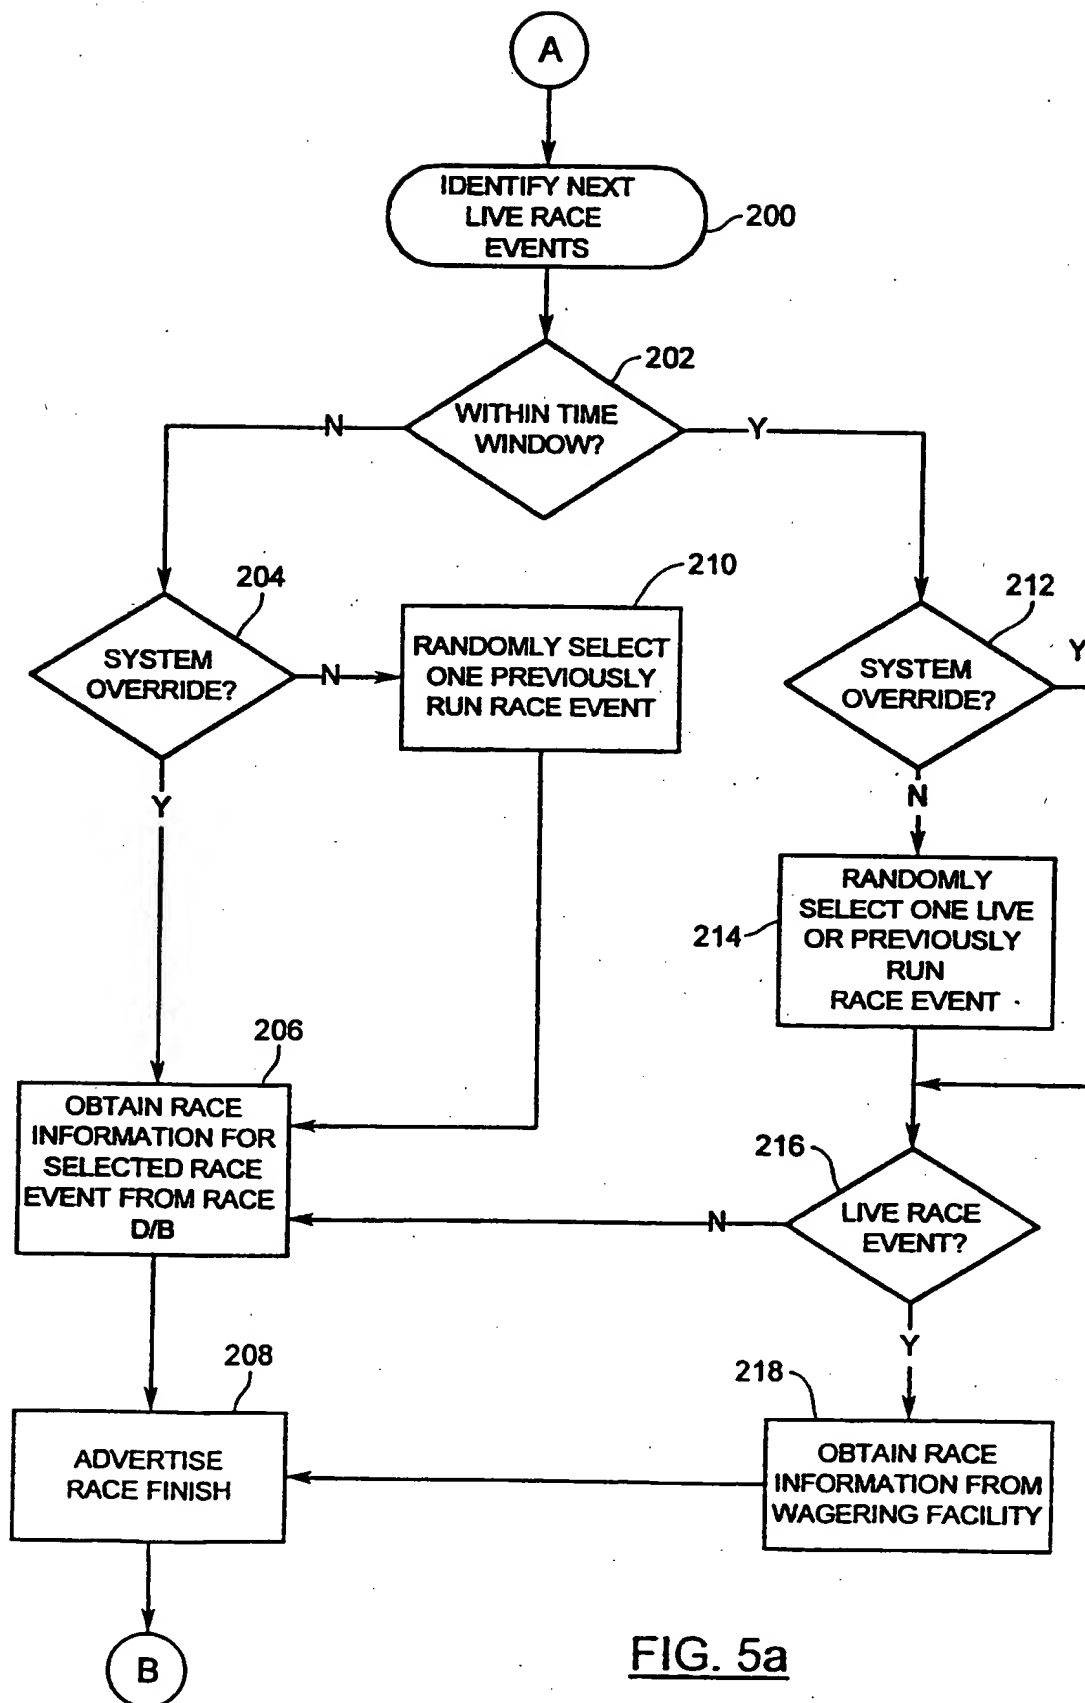 A
IDENTIFY NEXT
LIVE RACE
EVENTS
200
202
WITHIN TIME
WINDOW?
N
Y
204
SYSTEM
OVERRIDE?
N
Y
210
RANDOMLY SELECT
ONE PREVIOUSLY
RUN RACE EVENT
212
SYSTEM
OVERRIDE?
Y
N
214
RANDOMLY
SELECT ONE LIVE
OR PREVIOUSLY
RUN
RACE EVENT
206
OBTAIN RACE
INFORMATION FOR
SELECTED RACE
EVENT FROM RACE
D/B
216
LIVE RACE
EVENT?
N
Y
208
ADVERTISE
RACE FINISH
218
OBTAIN RACE
INFORMATION FROM
WAGERING FACILITY
B
FIG. 5a